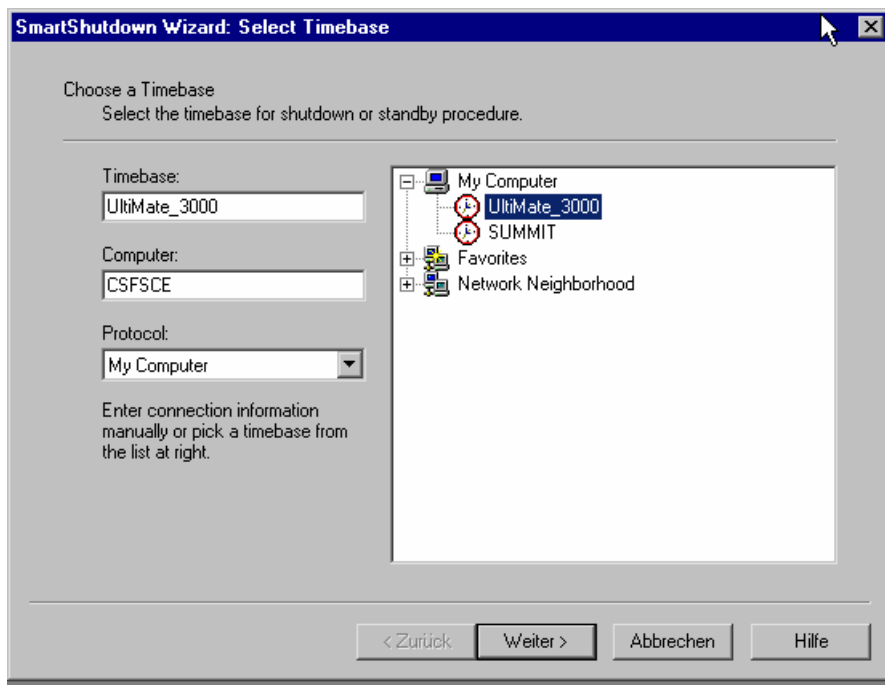 SmartShutdown Wizard: Select Timebase
Choose a Timebase
Select the timebase for shutdown or standby procedure.
Timebase:
UltiMate_3000
Computer:
CSFSCE
Protocol:
My Computer
Enter connection information
manually or pick a timebase from
the list at right.
My Computer
UltiMate_3000
SUMMIT
Favorites
Network Neighborhood
< Zurück
Weiter >
Abbrechen
Hilfe